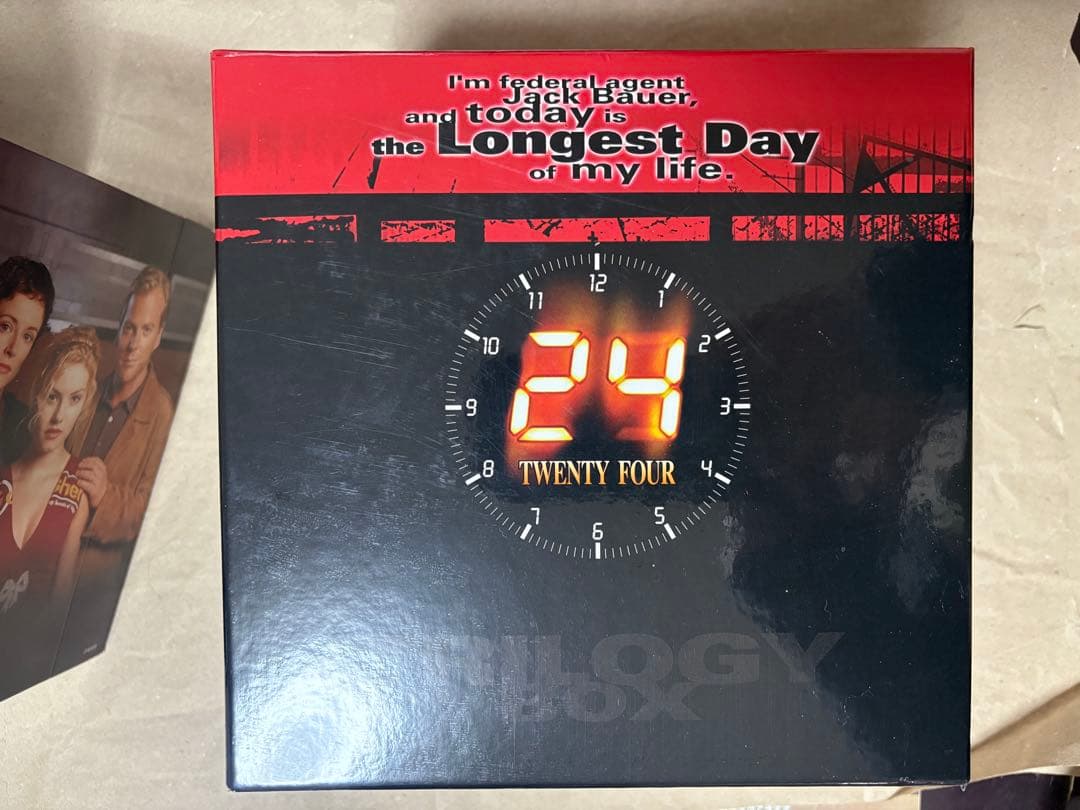 I'm federal agent
Jack Bauer,
and today is
the Longest Day
of my life.
12
11
1
10
2
24
9
3
TWENTY FOUR
8
4
7
5
6
TRILOGY
BOX